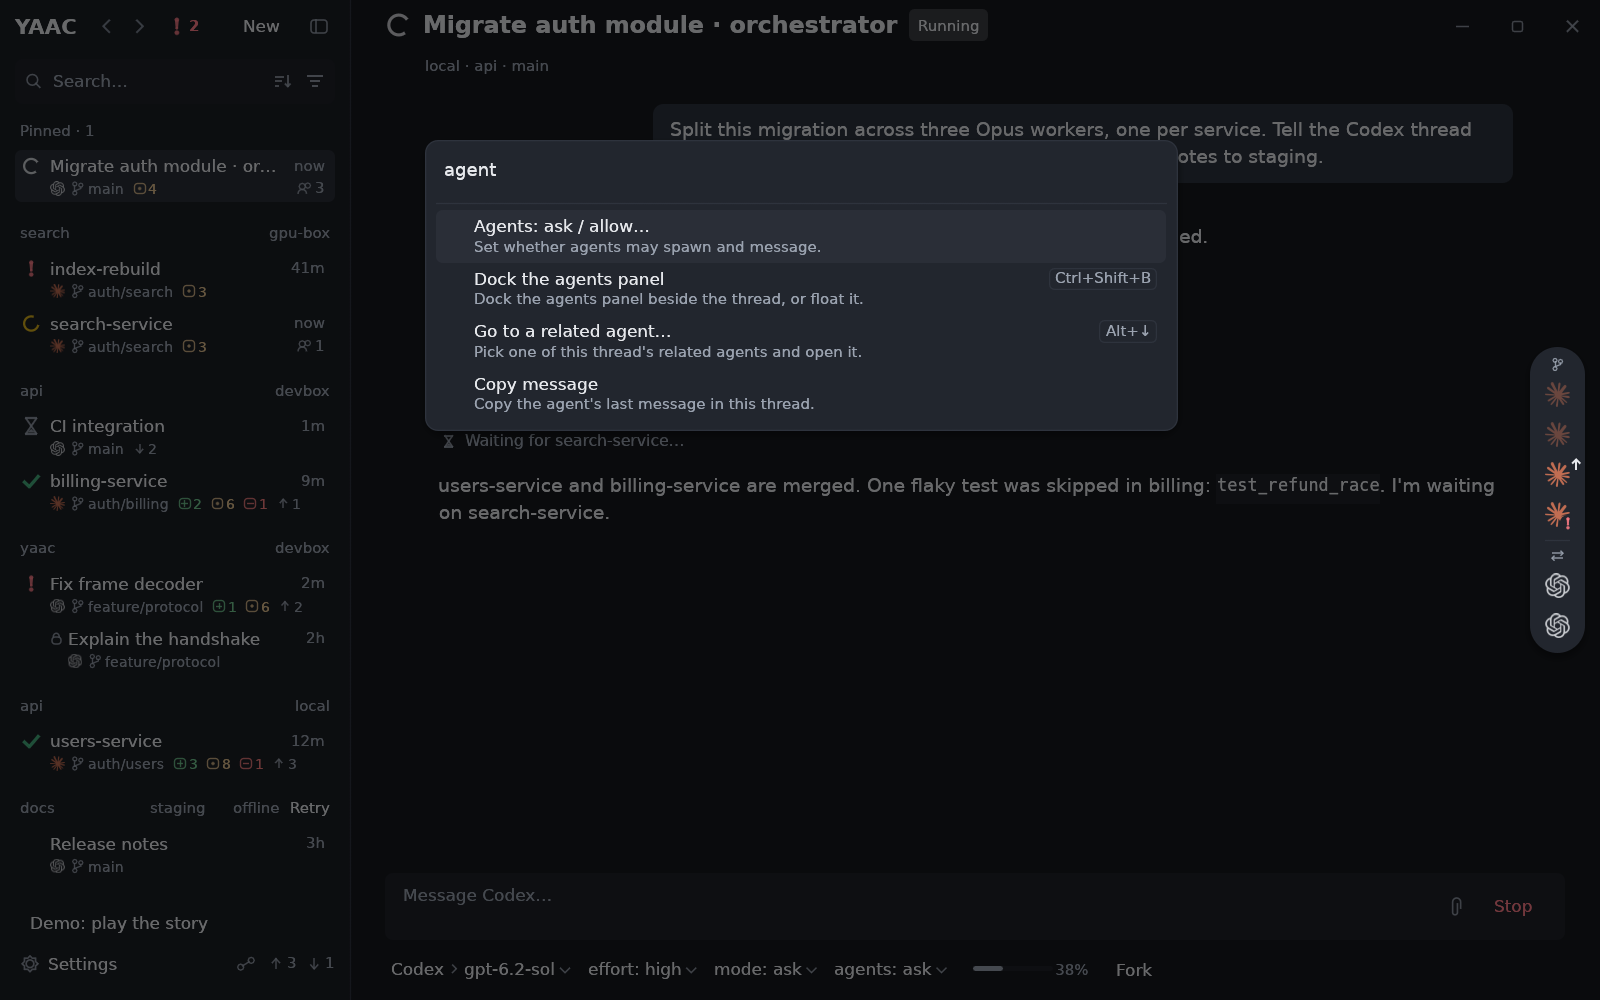 YAAC
2
New
Search...
Pinned · 1
Migrate auth module · or... now
main 4 3
search gpu-box
index-rebuild 41m
auth/search 3
search-service now
auth/search 3 1
api devbox
CI integration 1m
main ↓2
billing-service 9m
auth/billing 2 6 1 ↑1
yaac devbox
Fix frame decoder 2m
feature/protocol 1 6 ↑2
Explain the handshake 2h
feature/protocol
api local
users-service 12m
auth/users 3 8 1 ↑3
docs staging offline Retry
Release notes 3h
main
Demo: play the story
Settings ↑3 ↓1
Migrate auth module · orchestrator Running
local · api · main
Split this migration across three Opus workers, one per service. Tell the Codex thread
otes to staging.
ed.
agent
Agents: ask / allow...
Set whether agents may spawn and message.
Dock the agents panel Ctrl+Shift+B
Dock the agents panel beside the thread, or float it.
Go to a related agent... Alt+↓
Pick one of this thread's related agents and open it.
Copy message
Copy the agent's last message in this thread.
Waiting for search-service...
users-service and billing-service are merged. One flaky test was skipped in billing: test_refund_race. I'm waiting
on search-service.
Message Codex...
Stop
Codex > gpt-6.2-sol effort: high mode: ask agents: ask 38% Fork